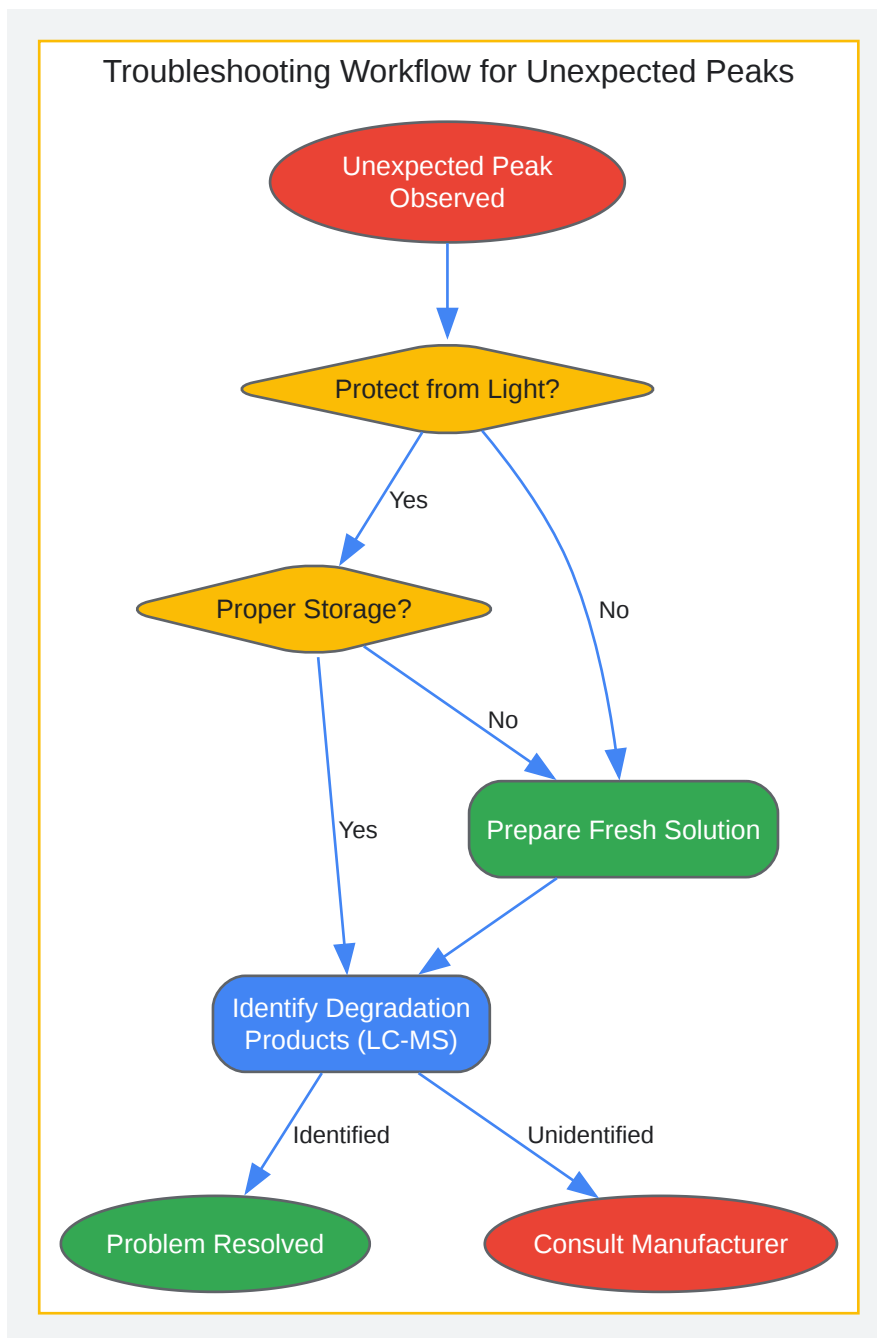 Troubleshooting Workflow for Unexpected Peaks
Unexpected Peak
Observed
Protect from Light?
Yes
Proper Storage?
No
No
Prepare Fresh Solution
Yes
Identify Degradation
Products (LC-MS)
Identified
Unidentified
Problem Resolved
Consult Manufacturer